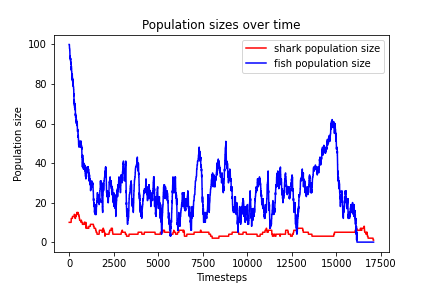 Population sizes over time
shark population size
fish population size
Population size
100
80
60
40
20
0
0
2500
5000
7500
10000
12500
15000
17500
Timesteps